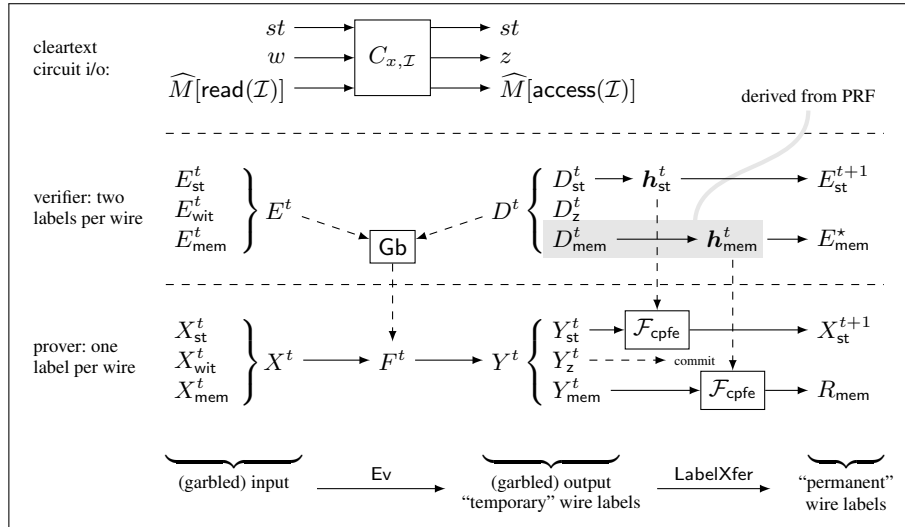 cleartext
circuit i/o:
st
w
M̂[read(ℐ)]
C_{x,ℐ}
st
z
M̂[access(ℐ)]
derived from PRF
verifier: two
labels per wire
E^t_st
E^t_wit
E^t_mem
} E^t
Gb
D^t {
D^t_st
D^t_z
D^t_mem
h^t_st
h^t_mem
E^{t+1}_st
E^⋆_mem
prover: one
label per wire
X^t_st
X^t_wit
X^t_mem
} X^t
F^t
Y^t {
Y^t_st
Y^t_z
Y^t_mem
ℱ_cpfe
commit
ℱ_cpfe
X^{t+1}_st
R_mem
(garbled) input
Ev
(garbled) output
“temporary” wire labels
LabelXfer
“permanent”
wire labels